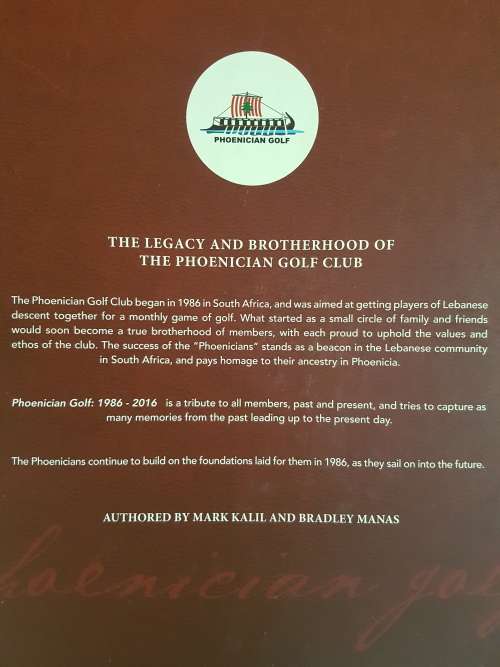 PHOENICIAN GOLF
THE LEGACY AND BROTHERHOOD OF
THE PHOENICIAN GOLF CLUB
The Phoenician Golf Club began in 1986 in South Africa, and was aimed at getting players of Lebanese
descent together for a monthly game of golf. What started as a small circle of family and friends
would soon become a true brotherhood of members, with each proud to uphold the values and
ethos of the club. The success of the "Phoenicians" stands as a beacon in the Lebanese community
in South Africa, and pays homage to their ancestry in Phoenicia.
Phoenician Golf: 1986 - 2016 is a tribute to all members, past and present, and tries to capture as
many memories from the past leading up to the present day.
The Phoenicians continue to build on the foundations laid for them in 1986, as they sail on into the future.
AUTHORED BY MARK KALIL AND BRADLEY MANAS
hoenician go